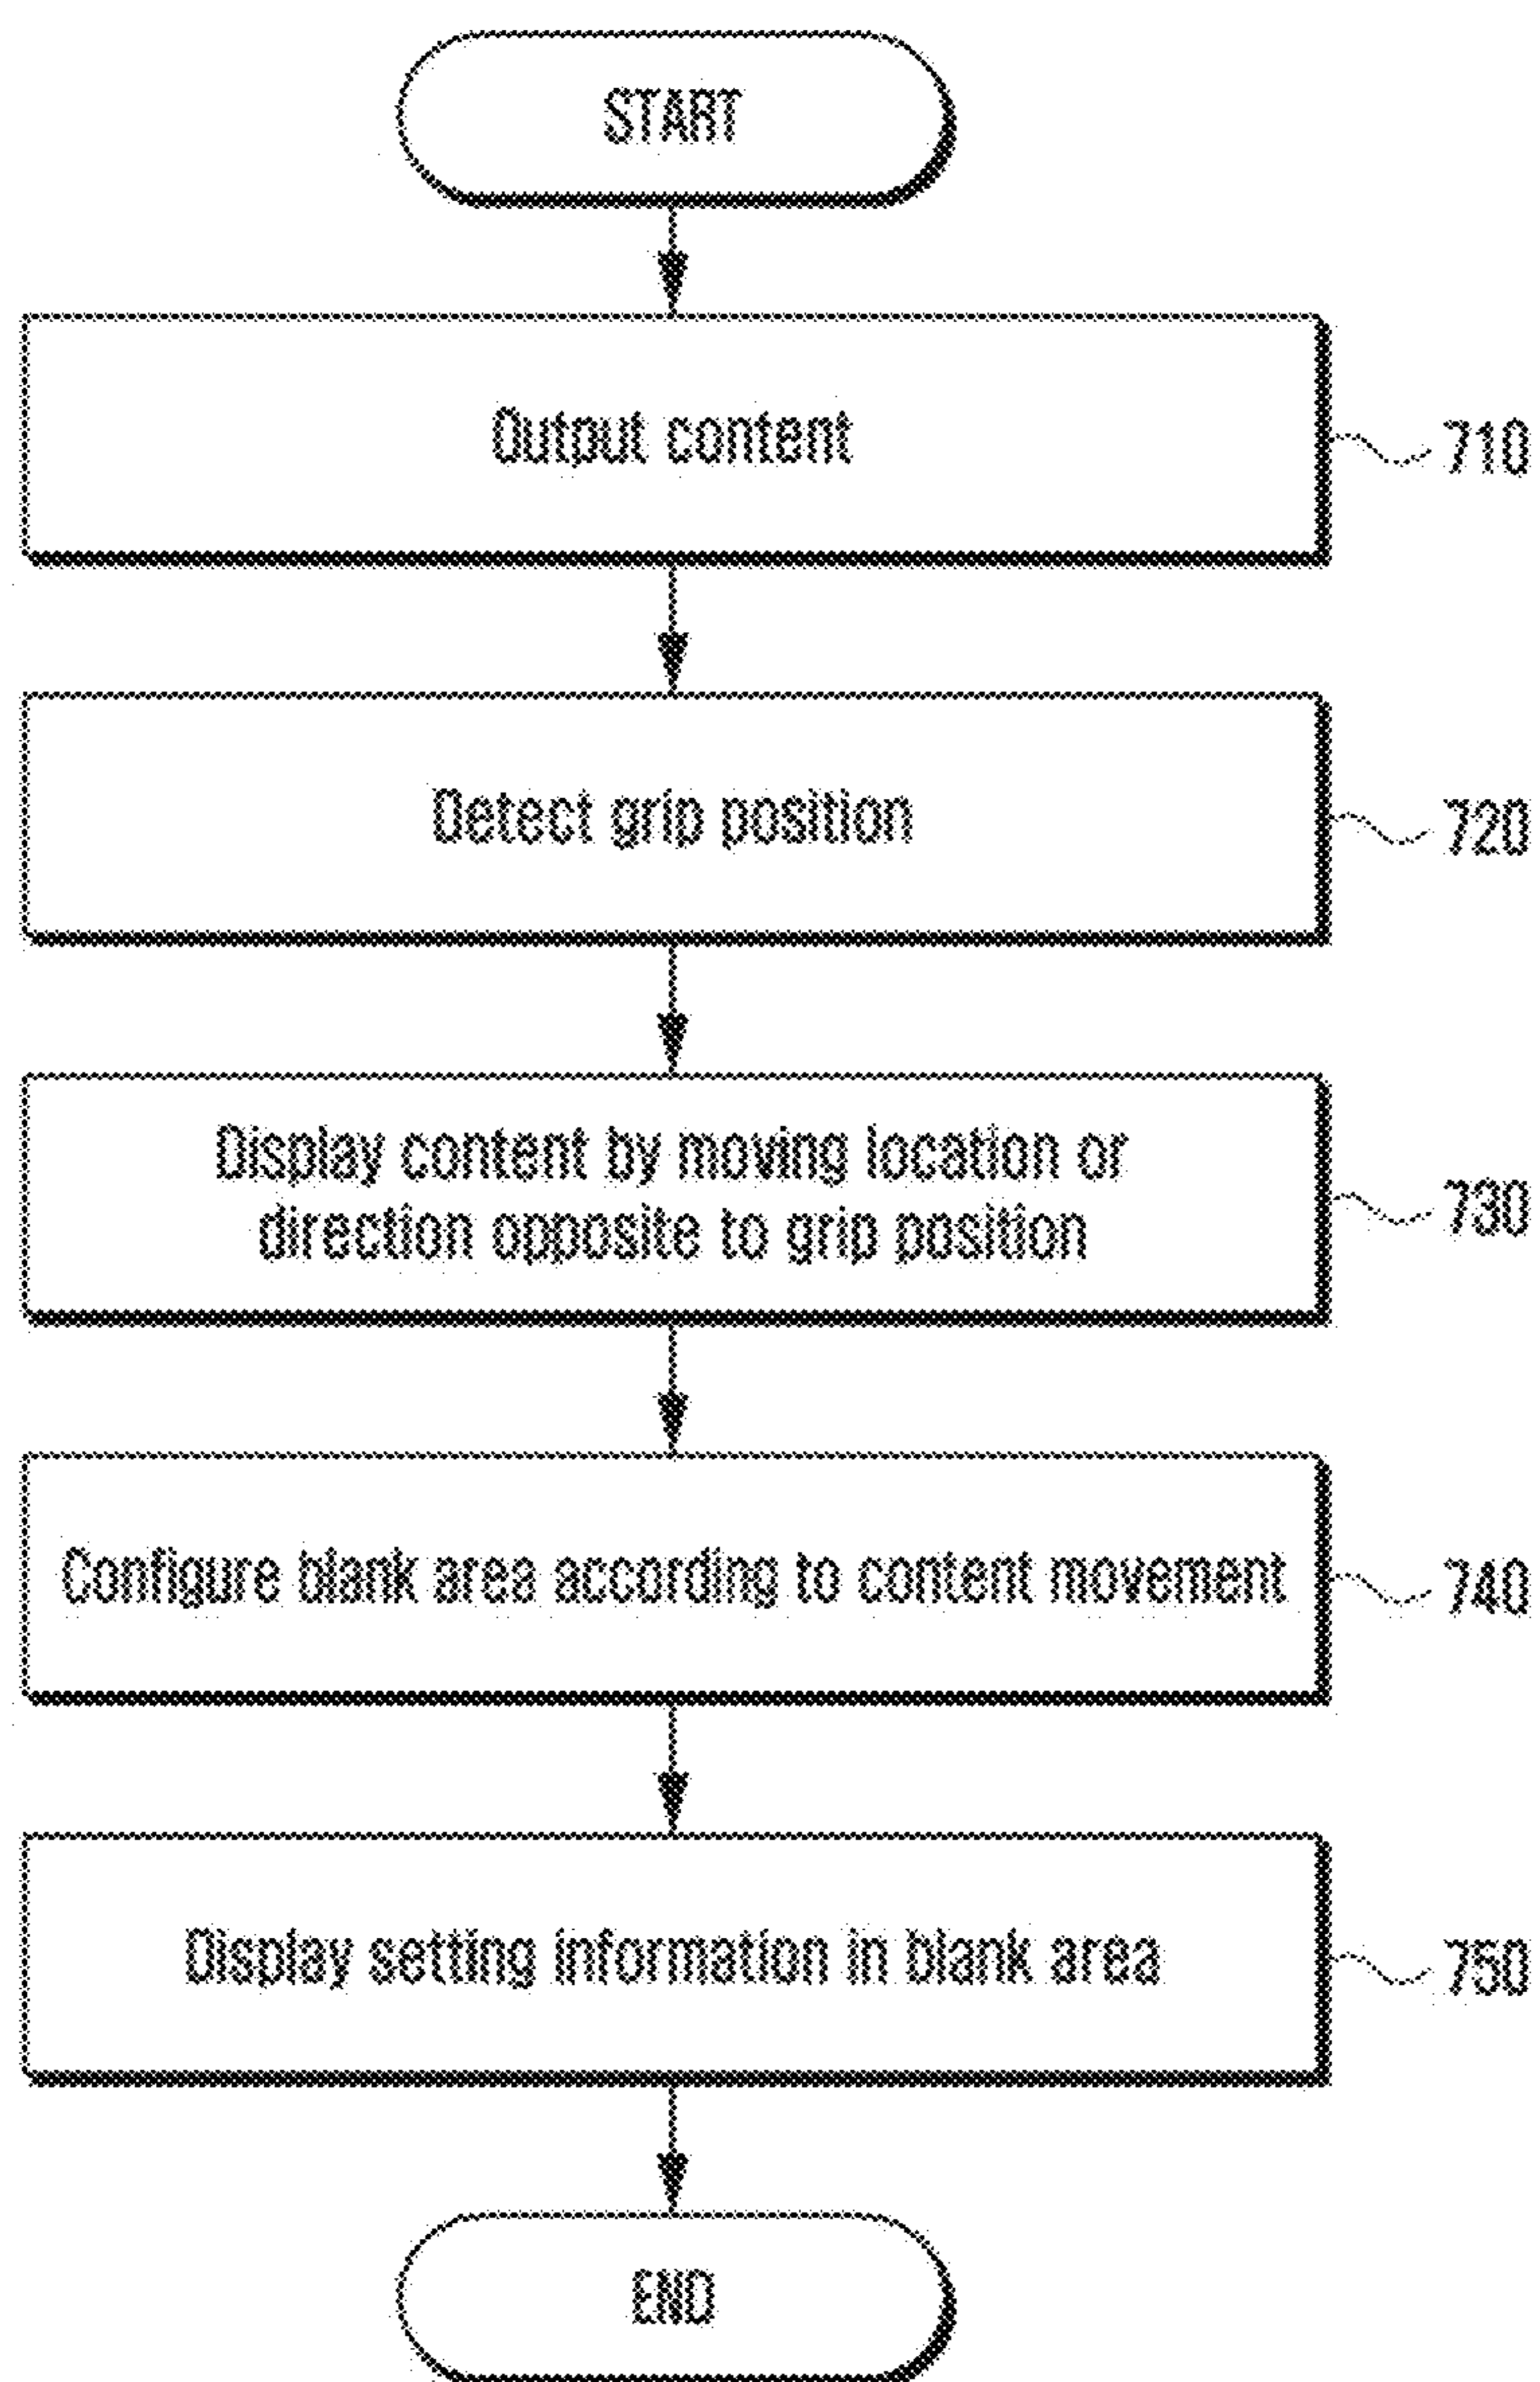 START
Output content
710
Detect grip position
720
Display content by moving location or
direction opposite to grip position
730
Configure blank area according to content movement
740
Display setting information in blank area
750
END